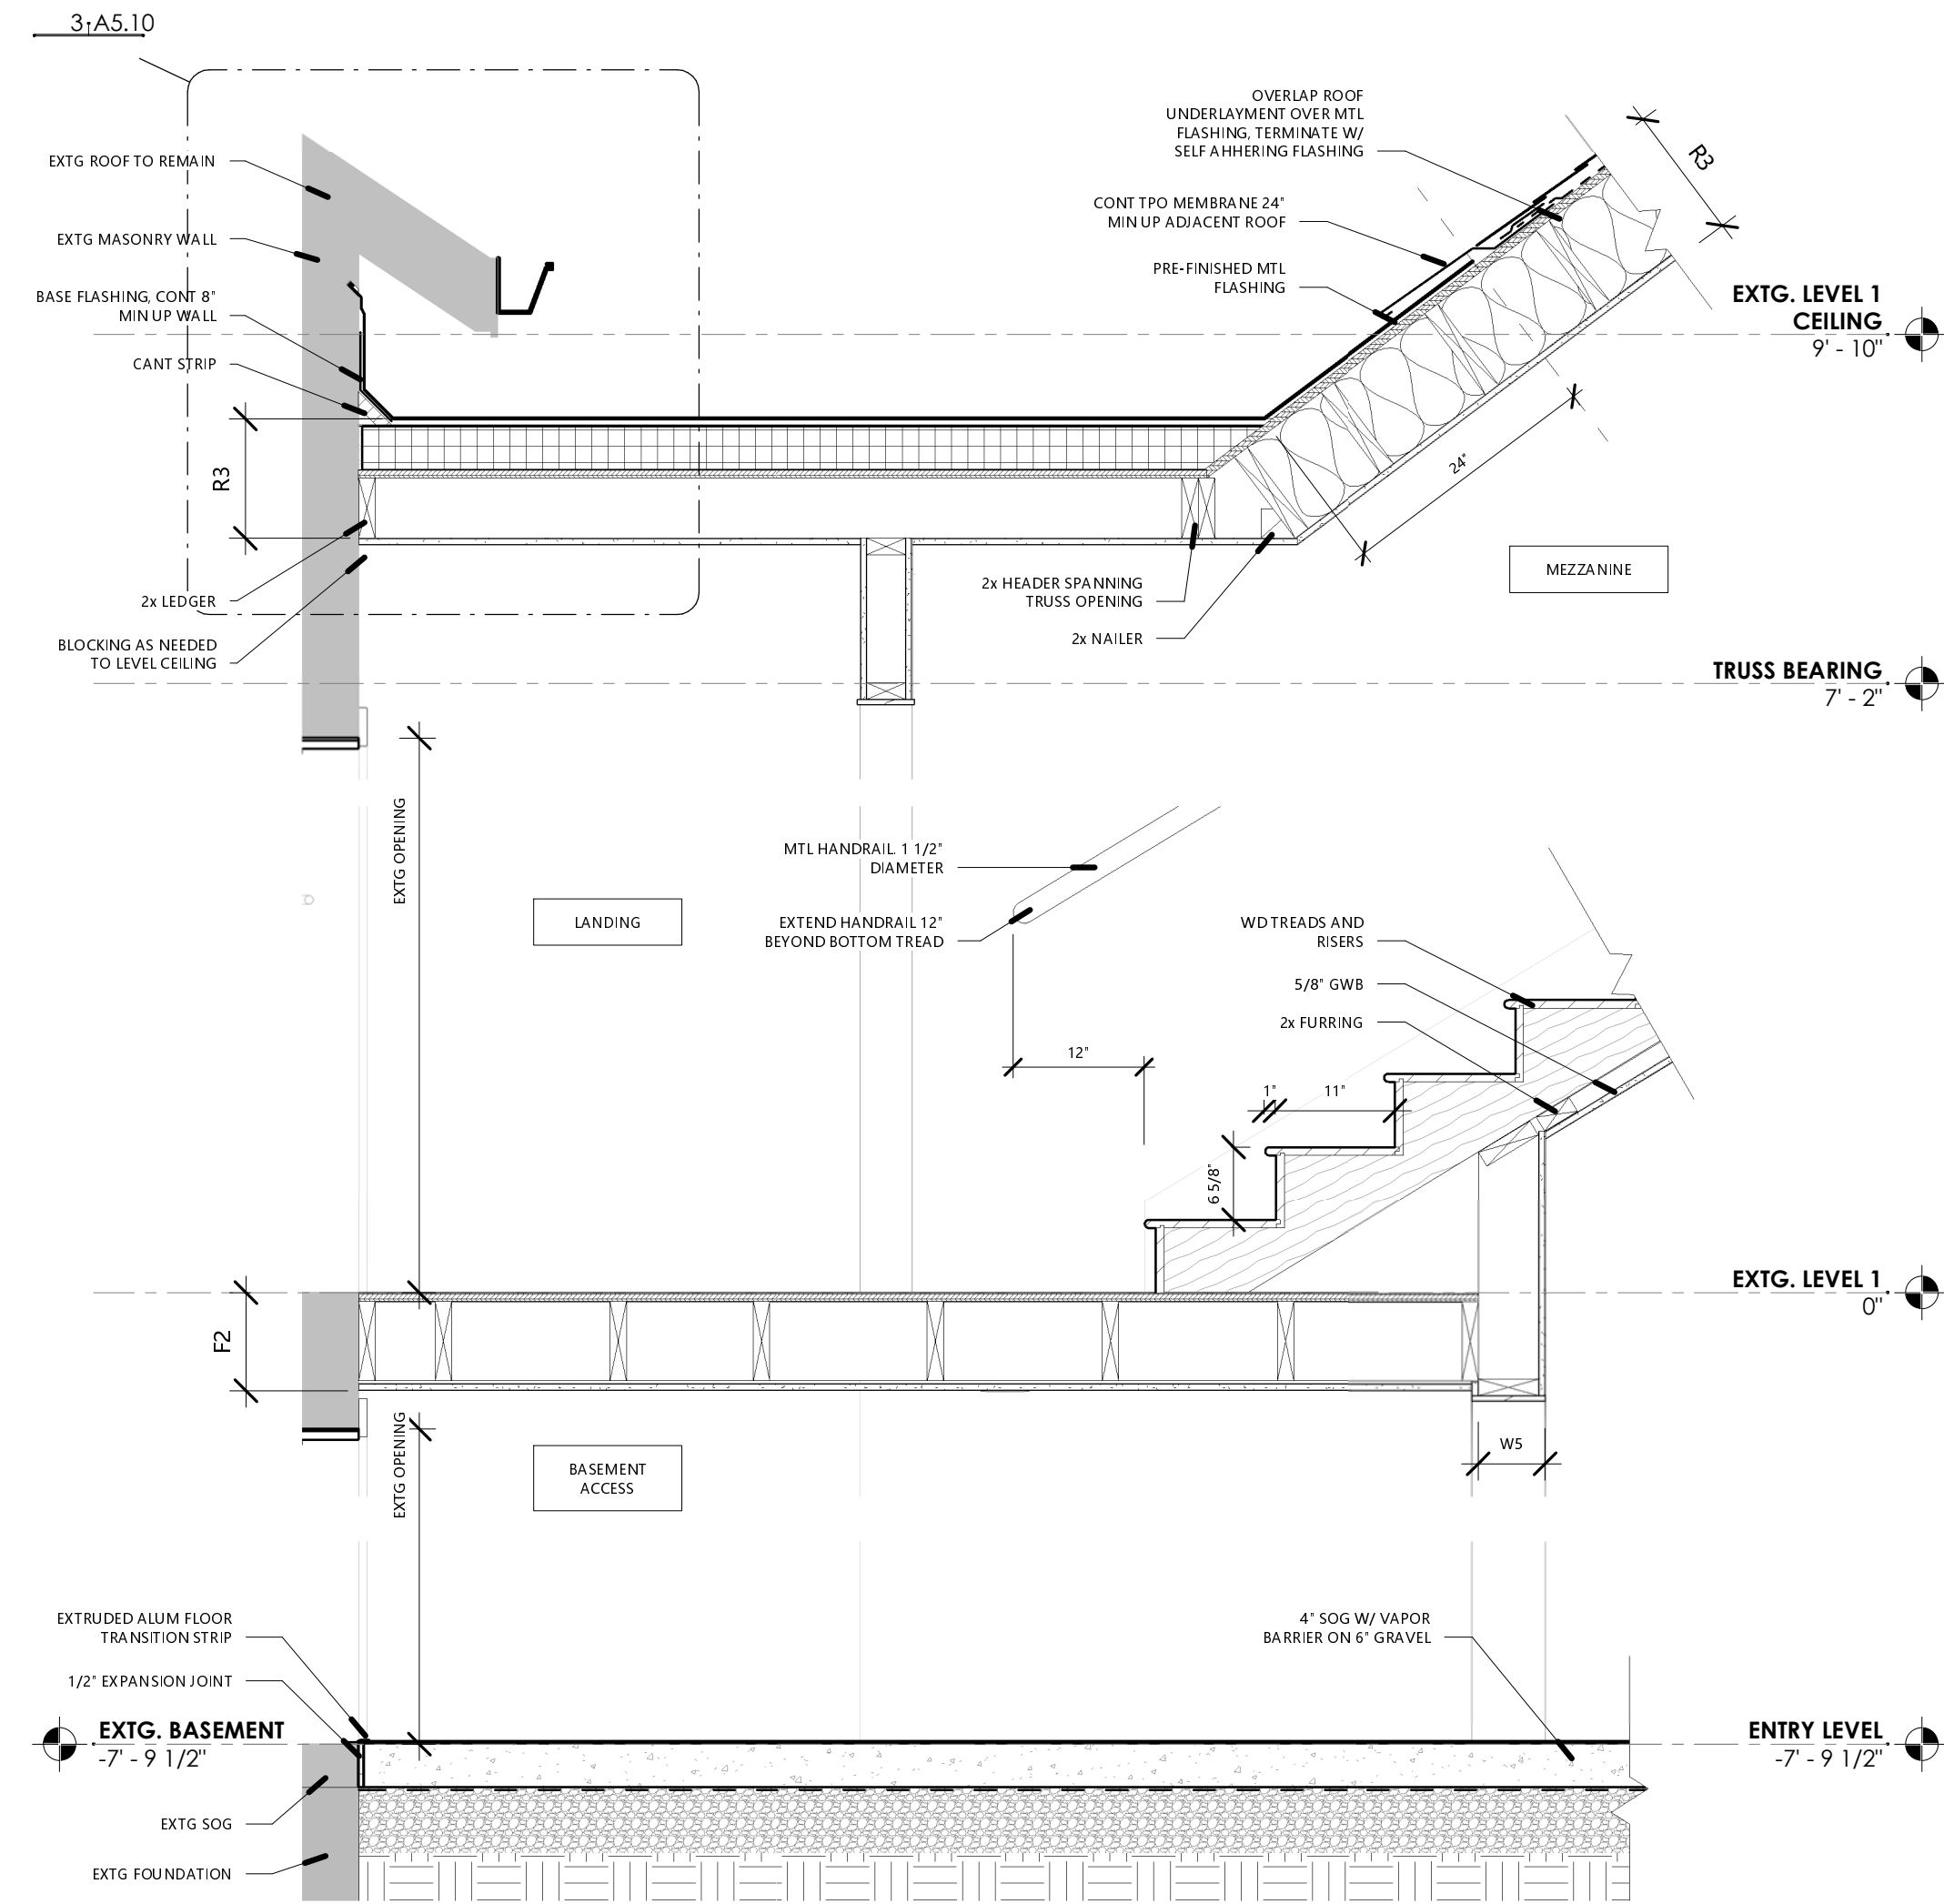 3 A5.10
EXTG ROOF TO REMAIN
EXTG MASONRY WALL
BASE FLASHING, CONT 8"
MIN UP WALL
CANT STRIP
R3
2x LEDGER
BLOCKING AS NEEDED
TO LEVEL CEILING
OVERLAP ROOF
UNDERLAYMENT OVER MTL
FLASHING, TERMINATE W/
SELF AHHERING FLASHING
CONT TPO MEMBRANE 24"
MIN UP ADJACENT ROOF
PRE-FINISHED MTL
FLASHING
R3
EXTG. LEVEL 1
CEILING
9' - 10"
24"
2x HEADER SPANNING
TRUSS OPENING
2x NAILER
MEZZANINE
TRUSS BEARING
7' - 2"
EXTG OPENING
LANDING
MTL HANDRAIL. 1 1/2"
DIAMETER
EXTEND HANDRAIL 12"
BEYOND BOTTOM TREAD
WD TREADS AND
RISERS
5/8" GWB
2x FURRING
12"
1"
11"
6 5/8"
EXTG. LEVEL 1
0"
F2
EXTG OPENING
BASEMENT
ACCESS
W5
EXTRUDED ALUM FLOOR
TRANSITION STRIP
1/2" EXPANSION JOINT
4" SOG W/ VAPOR
BARRIER ON 6" GRAVEL
EXTG. BASEMENT
-7' - 9 1/2"
ENTRY LEVEL
-7' - 9 1/2"
EXTG SOG
EXTG FOUNDATION